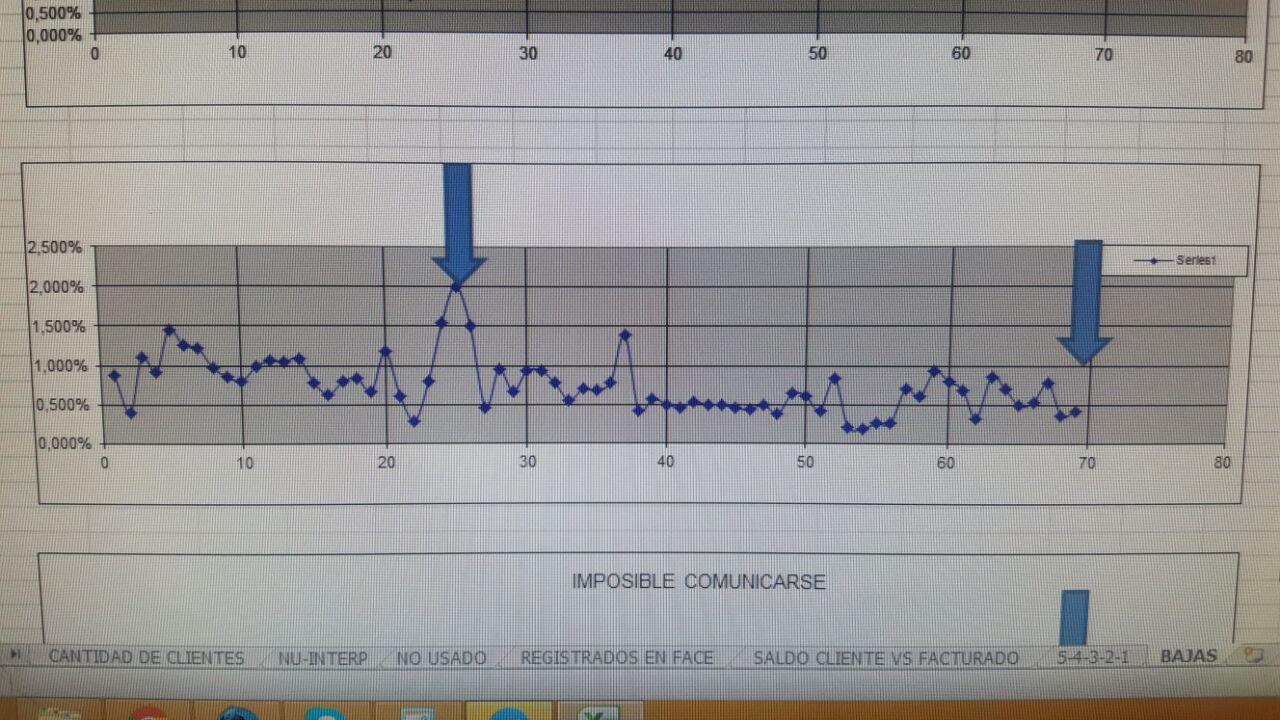 0,500%
0,000%
0 10 20 30 40 50 60 70 80
2,500%
Series1
2,000%
1,500%
1,000%
0,500%
0,000%
0 10 20 30 40 50 60 70 80
IMPOSIBLE COMUNICARSE
CANTIDAD DE CLIENTES NU-INTERP NO USADO REGISTRADOS EN FACE SALDO CLIENTE VS FACTURADO 5-4-3-2-1 BAJAS